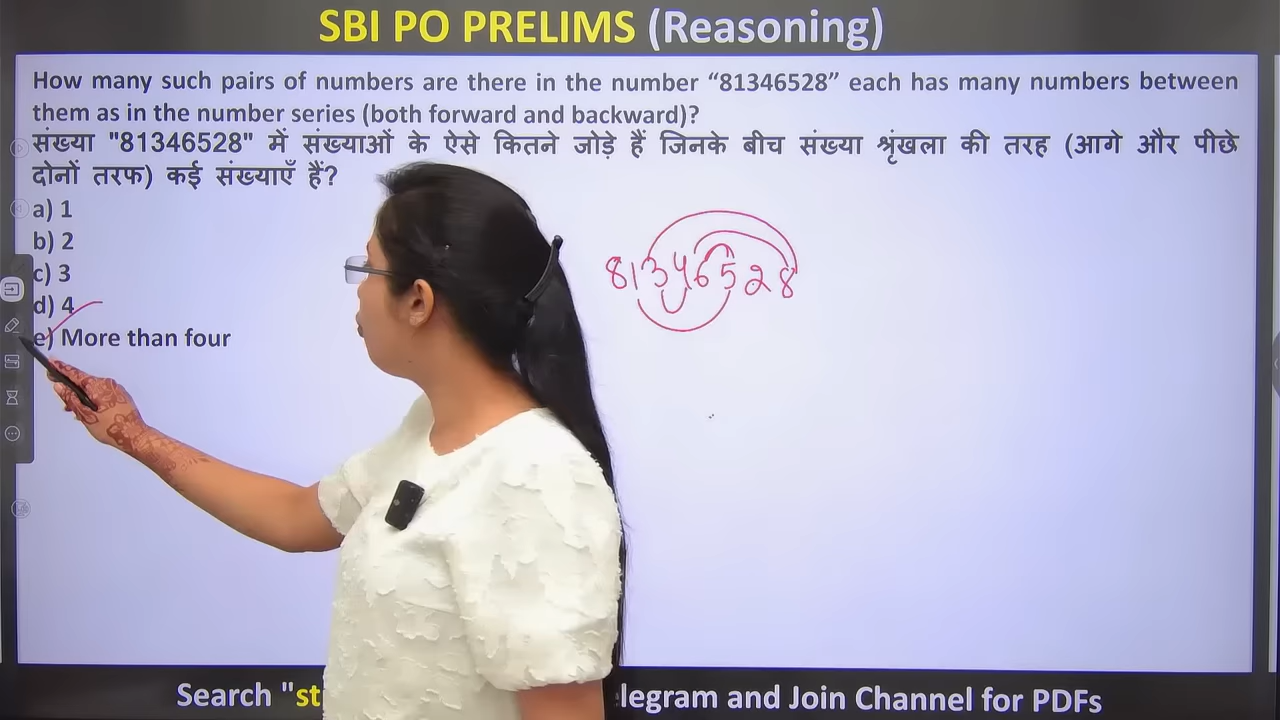 SBI PO PRELIMS (Reasoning)
How many such pairs of numbers are there in the number “81346528” each has many numbers between
them as in the number series (both forward and backward)?
संख्या "81346528" में संख्याओं के ऐसे कितने जोड़े हैं जिनके बीच संख्या श्रृंखला की तरह (आगे और पीछे
दोनों तरफ) कई संख्याएँ हैं?
a) 1
b) 2
c) 3
d) 4
e) More than four
81346528
Search "st legram and Join Channel for PDFs